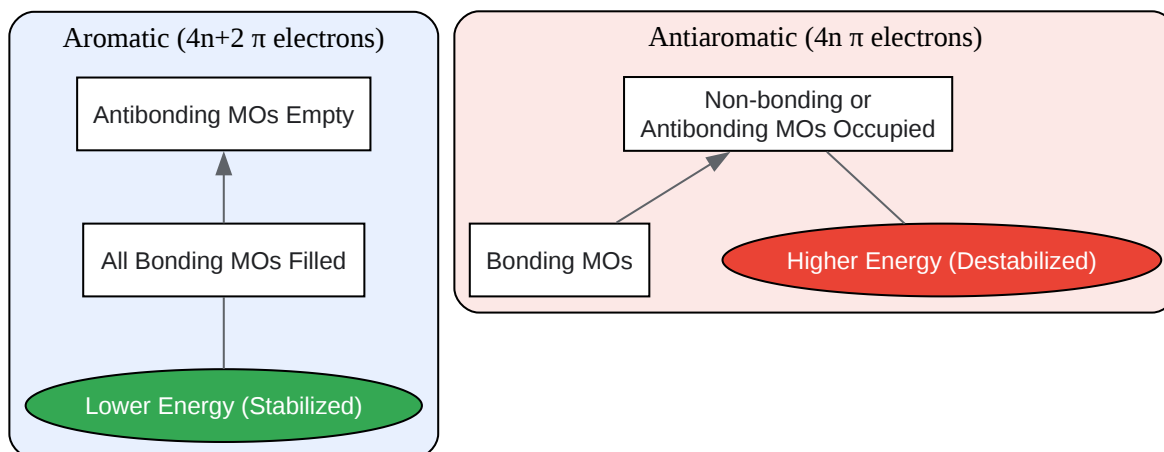 Aromatic (4n+2 π electrons)
Antibonding MOs Empty
All Bonding MOs Filled
Lower Energy (Stabilized)
Antiaromatic (4n π electrons)
Non-bonding or
Antibonding MOs Occupied
Bonding MOs
Higher Energy (Destabilized)